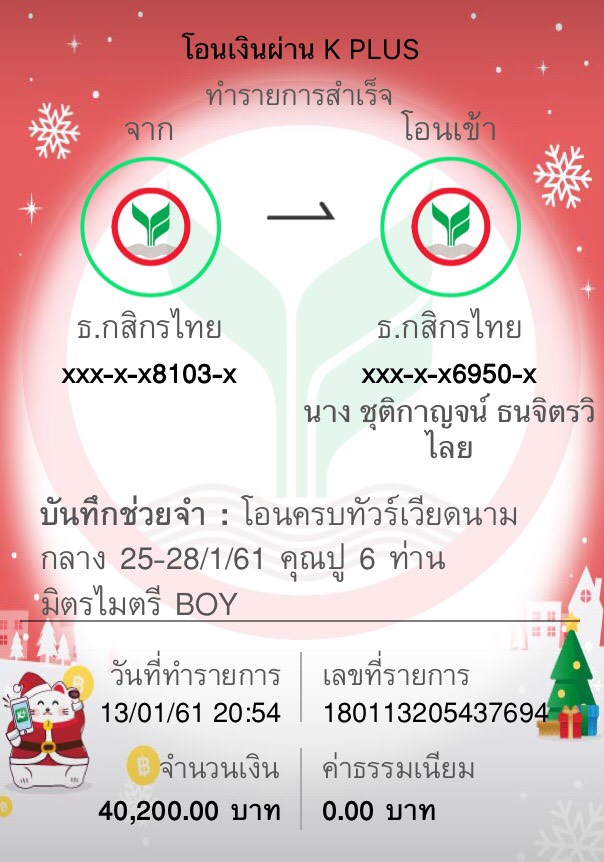 โอนเงินผ่าน K PLUS
ทำรายการสำเร็จ
จาก
โอนเข้า
ธ.กสิกรไทย
ธ.กสิกรไทย
xxx-x-x8103-x
xxx-x-x6950-x
นาง ชุติกาญจน์ ธนจิตรวิ
ไลย
บันทึกช่วยจำ : โอนครบทัวร์เวียดนาม
กลาง 25-28/1/61 คุณปู 6 ท่าน
มิตรไมตรี BOY
วันที่ทำรายการ
เลขที่รายการ
13/01/61 20:54
180113205437694
จำนวนเงิน
ค่าธรรมเนียม
40,200.00 บาท
0.00 บาท